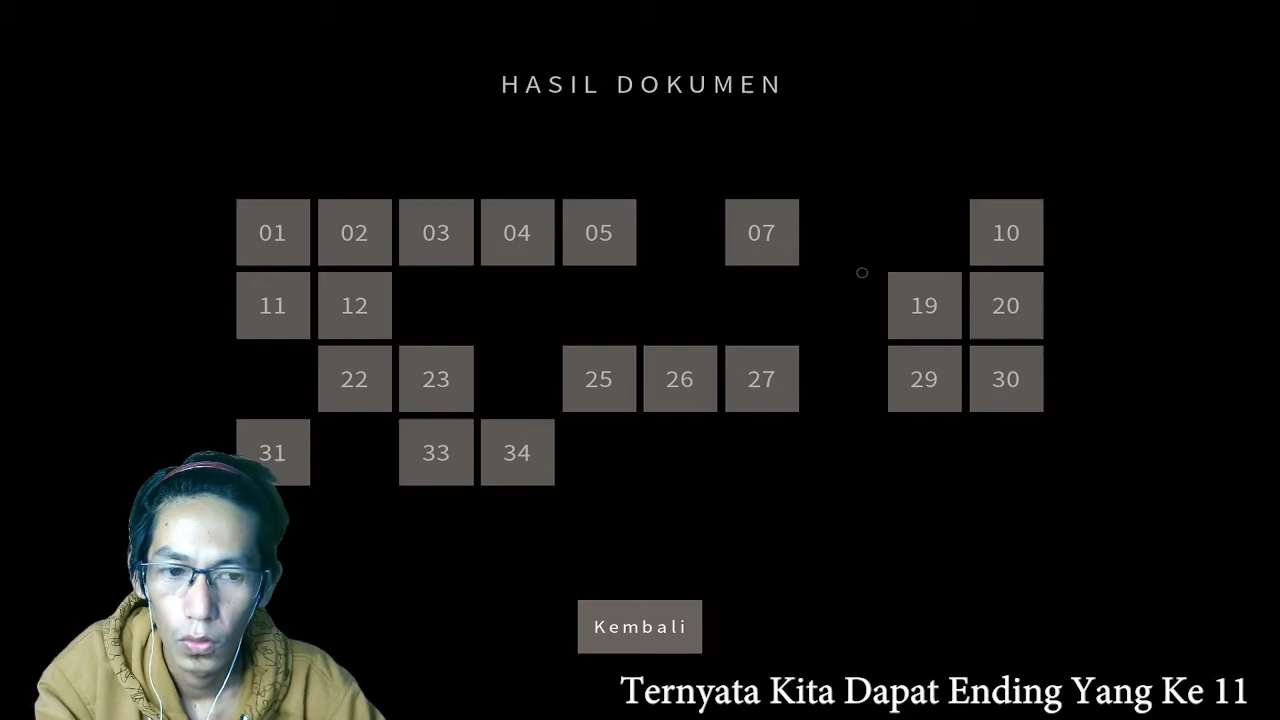 HASIL DOKUMEN
01 02 03 04 05 07 10
11 12 19 20
22 23 25 26 27 29 30
31 33 34
Kembali
Ternyata Kita Dapat Ending Yang Ke 11